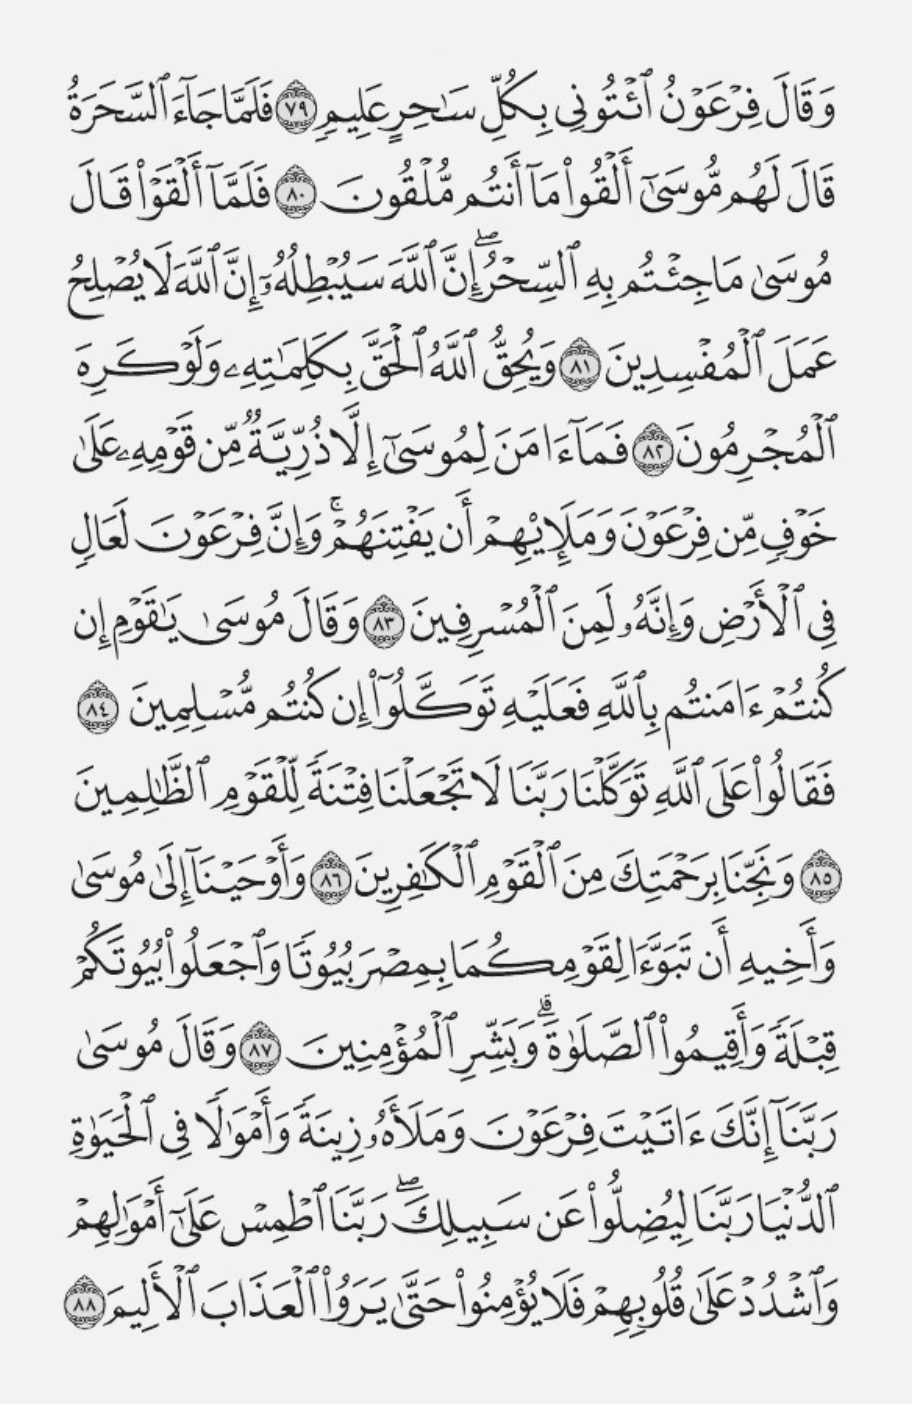 وَقَالَ فِرْعَوْنُ ٱئْتُونِى بِكُلِّ سَـٰحِرٍ عَلِيمٍ ٧٩ فَلَمَّا جَآءَ ٱلسَّحَرَةُ
قَالَ لَهُم مُّوسَىٰٓ أَلْقُوا۟ مَآ أَنتُم مُّلْقُونَ ٨٠ فَلَمَّآ أَلْقَوْا۟ قَالَ
مُوسَىٰ مَا جِئْتُم بِهِ ٱلسِّحْرُ ۖ إِنَّ ٱللَّهَ سَيُبْطِلُهُۥٓ إِنَّ ٱللَّهَ لَا يُصْلِحُ
عَمَلَ ٱلْمُفْسِدِينَ ٨١ وَيُحِقُّ ٱللَّهُ ٱلْحَقَّ بِكَلِمَـٰتِهِۦ وَلَوْ كَرِهَ
ٱلْمُجْرِمُونَ ٨٢ فَمَآ ءَامَنَ لِمُوسَىٰٓ إِلَّا ذُرِّيَّةٌ مِّن قَوْمِهِۦ عَلَىٰ
خَوْفٍ مِّن فِرْعَوْنَ وَمَلَإِي۟هِمْ أَن يَفْتِنَهُمْ ۚ وَإِنَّ فِرْعَوْنَ لَعَالٍ
فِى ٱلْأَرْضِ وَإِنَّهُۥ لَمِنَ ٱلْمُسْرِفِينَ ٨٣ وَقَالَ مُوسَىٰ يَـٰقَوْمِ إِن
كُنتُمْ ءَامَنتُم بِٱللَّهِ فَعَلَيْهِ تَوَكَّلُوٓا۟ إِن كُنتُم مُّسْلِمِينَ ٨٤
فَقَالُوا۟ عَلَى ٱللَّهِ تَوَكَّلْنَا رَبَّنَا لَا تَجْعَلْنَا فِتْنَةً لِّلْقَوْمِ ٱلظَّـٰلِمِينَ
٨٥ وَنَجِّنَا بِرَحْمَتِكَ مِنَ ٱلْقَوْمِ ٱلْكَـٰفِرِينَ ٨٦ وَأَوْحَيْنَآ إِلَىٰ مُوسَىٰ
وَأَخِيهِ أَن تَبَوَّءَا لِقَوْمِكُمَا بِمِصْرَ بُيُوتًا وَٱجْعَلُوا۟ بُيُوتَكُمْ
قِبْلَةً وَأَقِيمُوا۟ ٱلصَّلَوٰةَ ۗ وَبَشِّرِ ٱلْمُؤْمِنِينَ ٨٧ وَقَالَ مُوسَىٰ
رَبَّنَآ إِنَّكَ ءَاتَيْتَ فِرْعَوْنَ وَمَلَأَهُۥ زِينَةً وَأَمْوَٰلًا فِى ٱلْحَيَوٰةِ
ٱلدُّنْيَا رَبَّنَا لِيُضِلُّوا۟ عَن سَبِيلِكَ ۖ رَبَّنَا ٱطْمِسْ عَلَىٰٓ أَمْوَٰلِهِمْ
وَٱشْدُدْ عَلَىٰ قُلُوبِهِمْ فَلَا يُؤْمِنُوا۟ حَتَّىٰ يَرَوُا۟ ٱلْعَذَابَ ٱلْأَلِيمَ ٨٨